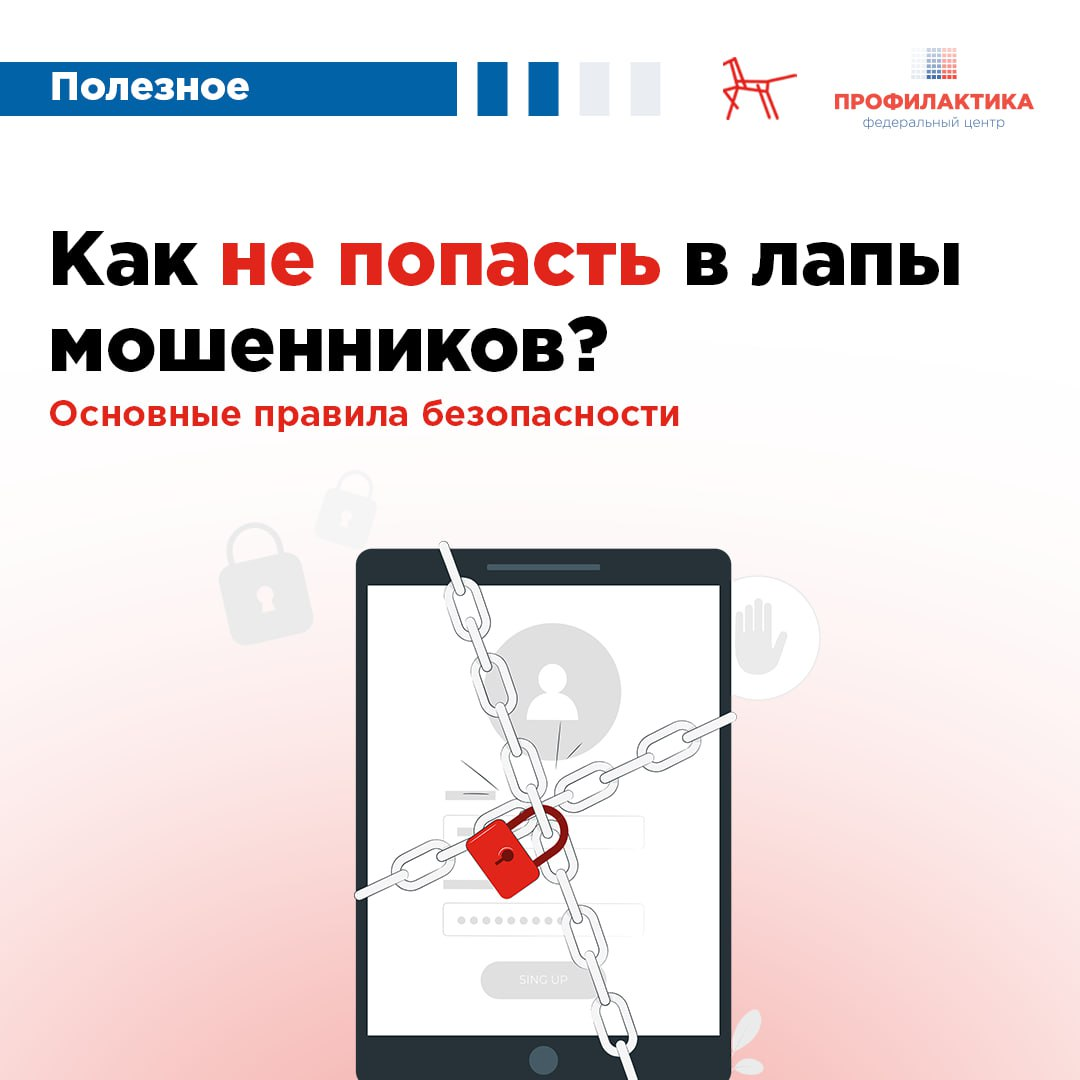 Полезное
ПРОФИЛАКТИКА
федеральный центр
Как не попасть в лапы
мошенников?
Основные правила безопасности
SING UP